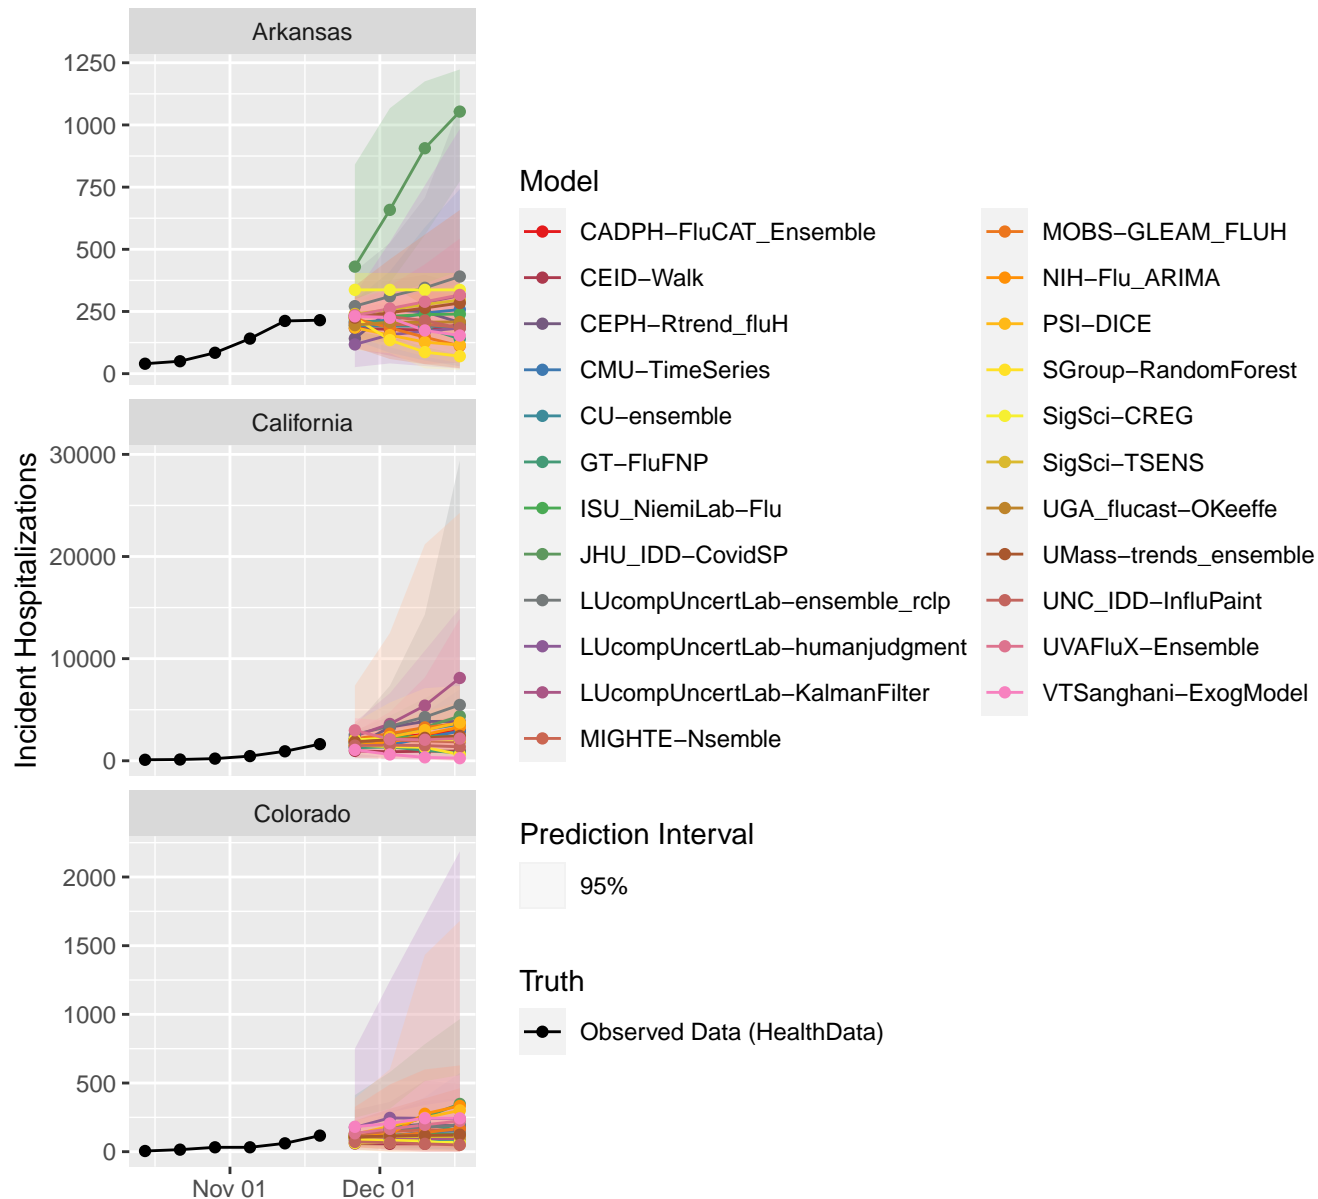 Arkansas
1250
1000
750
500
250
0
California
30000
20000
10000
0
Colorado
2000
1500
1000
500
0
Nov 01
Dec 01
Incident Hospitalizations
Model
CADPH−FluCAT_Ensemble
CEID−Walk
CEPH−Rtrend_fluH
CMU−TimeSeries
CU−ensemble
GT−FluFNP
ISU_NiemiLab−Flu
JHU_IDD−CovidSP
LUcompUncertLab−ensemble_rclp
LUcompUncertLab−humanjudgment
LUcompUncertLab−KalmanFilter
MIGHTE−Nsemble
MOBS−GLEAM_FLUH
NIH−Flu_ARIMA
PSI−DICE
SGroup−RandomForest
SigSci−CREG
SigSci−TSENS
UGA_flucast−OKeeffe
UMass−trends_ensemble
UNC_IDD−InfluPaint
UVAFluX−Ensemble
VTSanghani−ExogModel
Prediction Interval
95%
Truth
Observed Data (HealthData)